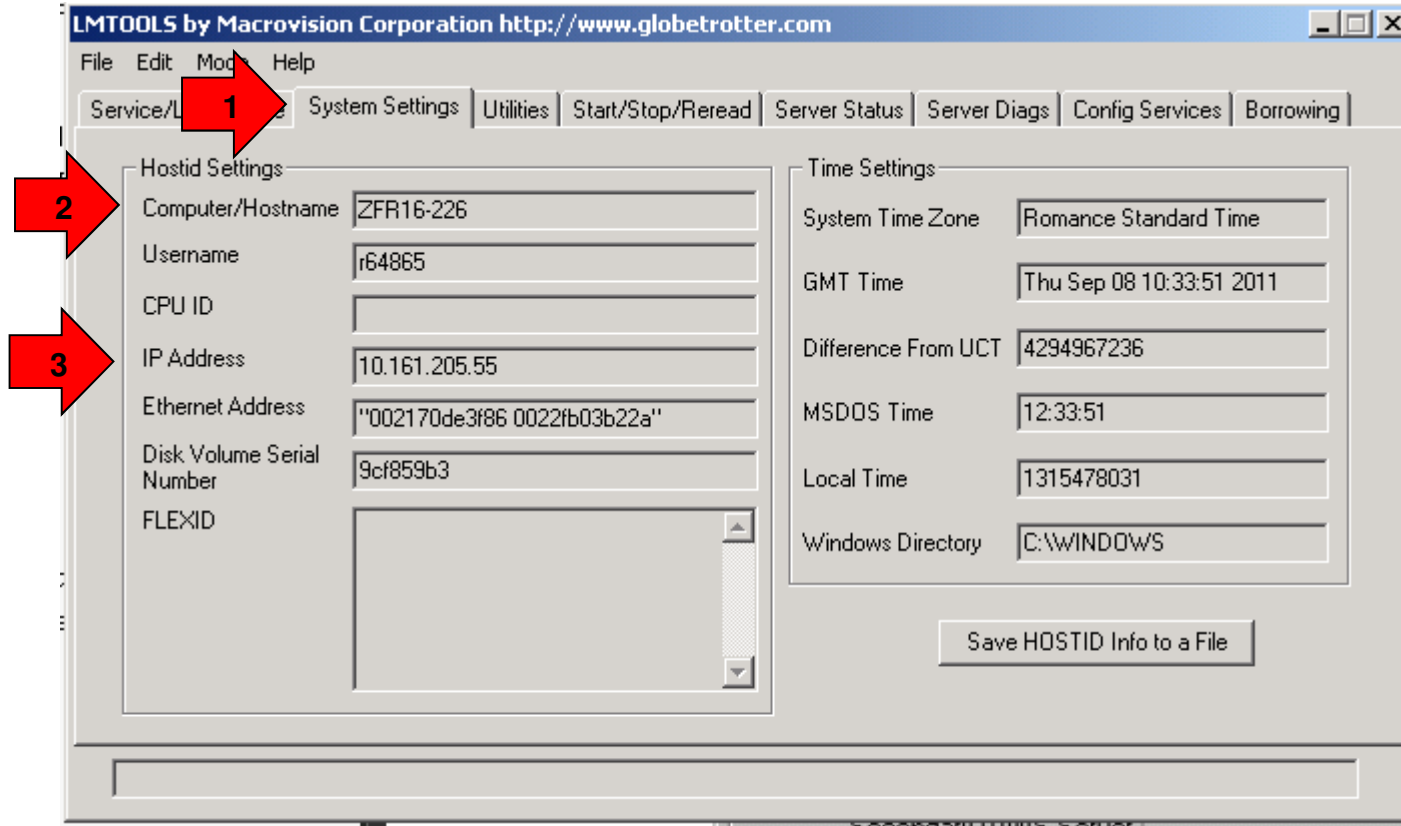 LMTOOLS by Macrovision Corporation http://www.globetrotter.com
File Edit Mode Help
1
System Settings Utilities Start/Stop/Reread Server Status Server Diags Config Services Borrowing
Hostid Settings
2
Computer/Hostname ZFR16-226
Username r64865
CPU ID
3
IP Address 10.161.205.55
Ethernet Address "002170de3f86 0022fb03b22a"
Disk Volume Serial
Number 9cf859b3
FLEXID
Time Settings
System Time Zone Romance Standard Time
GMT Time Thu Sep 08 10:33:51 2011
Difference From UCT 4294967236
MSDOS Time 12:33:51
Local Time 1315478031
Windows Directory C:\WINDOWS
Save HOSTID Info to a File